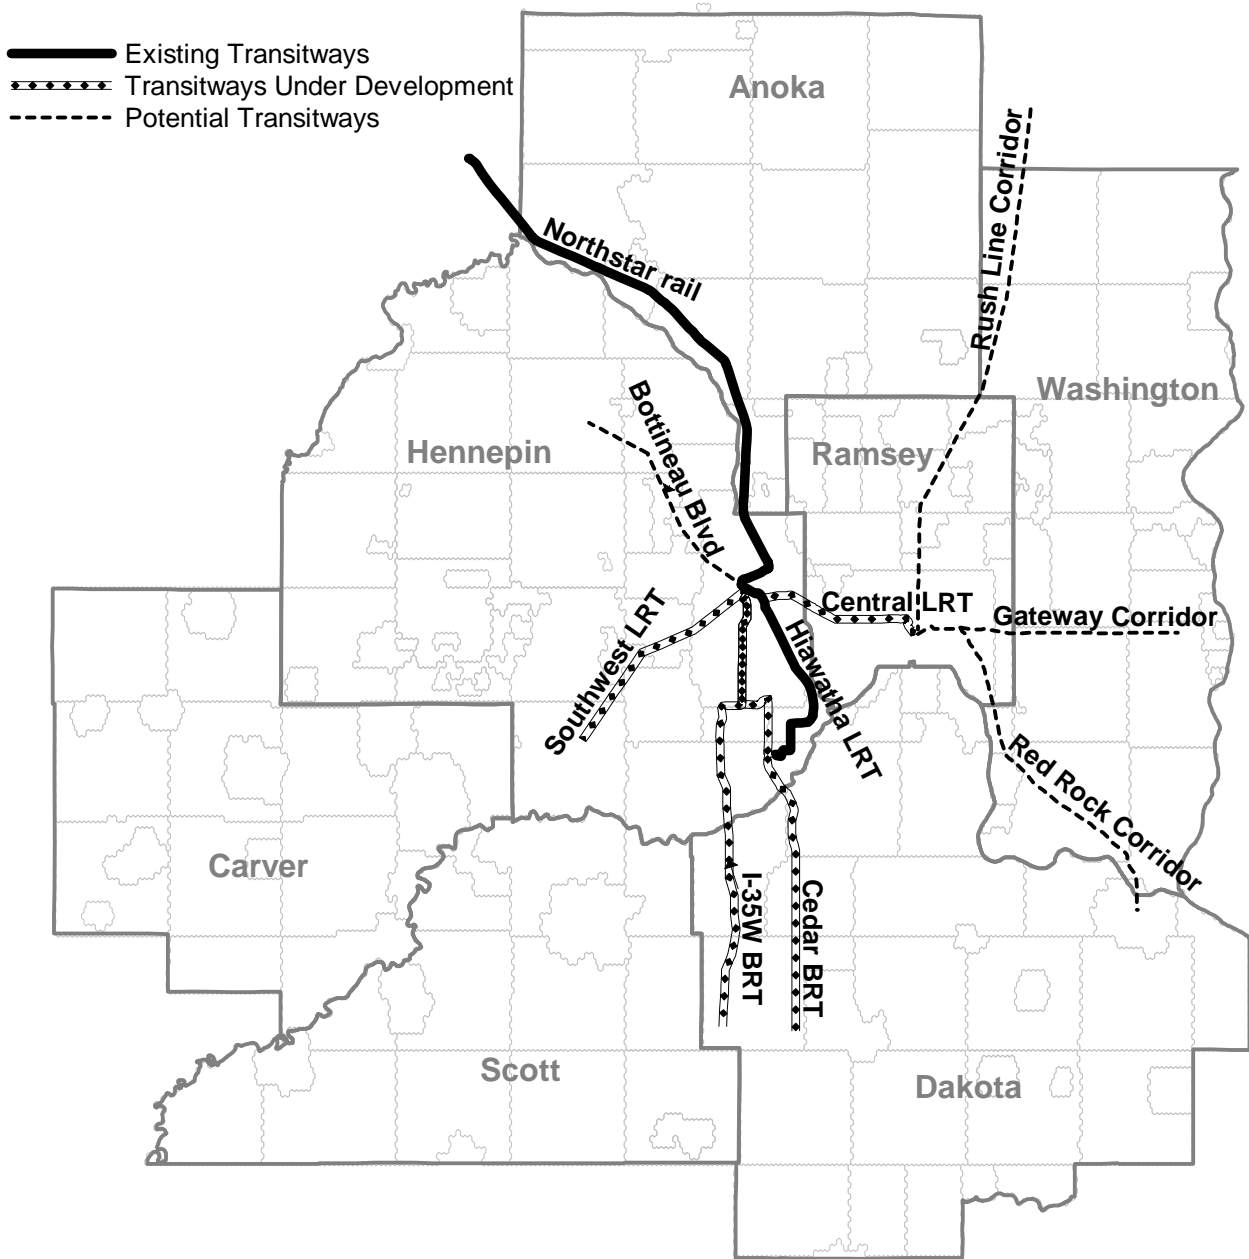 Existing Transitways
Transitways Under Development
Potential Transitways
Anoka
Rush Line Corridor
Northstar rail
Washington
Bottineau Blvd
Hennepin
Ramsey
Central LRT
Gateway Corridor
Southwest LRT
Hiawatha LRT
Red Rock Corridor
Carver
I-35W BRT
Cedar BRT
Scott
Dakota